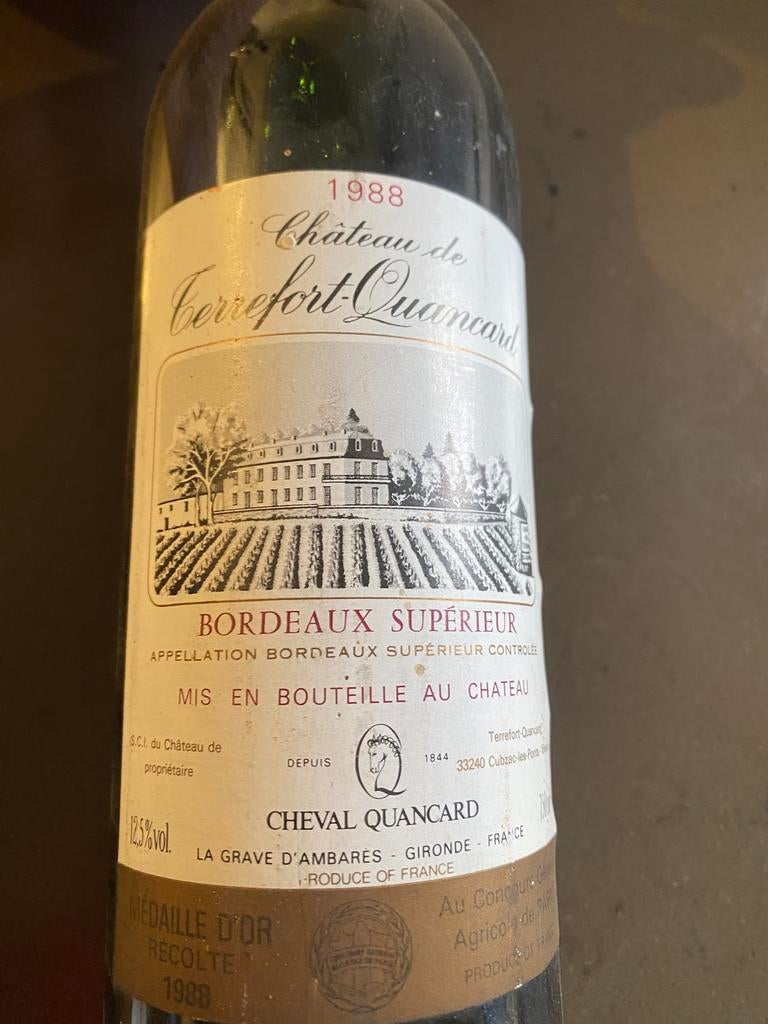 1988
Château de
Terrefort-Quancard
BORDEAUX SUPÉRIEUR
APPELLATION BORDEAUX SUPÉRIEUR CONTROLÉE
MIS EN BOUTEILLE AU CHATEAU
S.C.I. du Château de
propriétaire
DEPUIS 1844
Terrefort-Quancard
33240 Cubzac-les-Ponts
CHEVAL QUANCARD
12,5%vol.
LA GRAVE D'AMBARÈS - GIRONDE - FRANCE
PRODUCE OF FRANCE
MÉDAILLE D'OR
RÉCOLTE
1988
Au Concours
Agricole de
PRODUCE OF